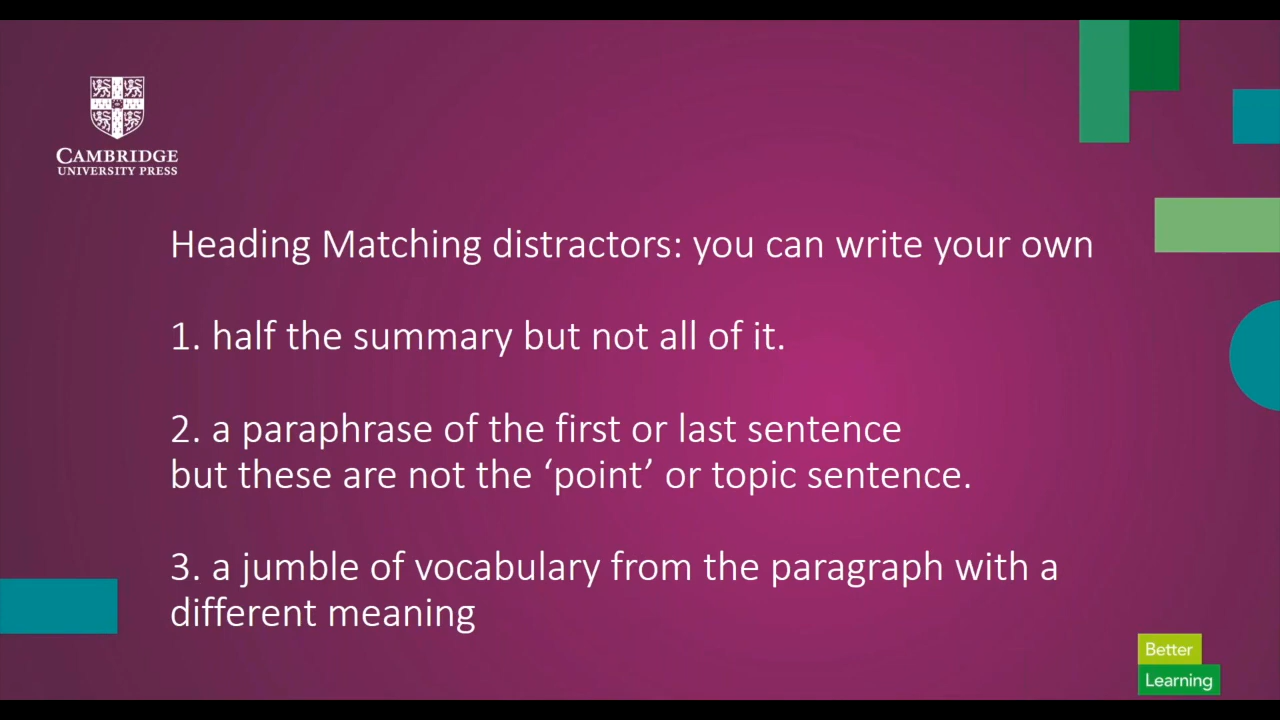 CAMBRIDGE
UNIVERSITY PRESS
Heading Matching distractors: you can write your own
1. half the summary but not all of it.
2. a paraphrase of the first or last sentence
but these are not the ‘point’ or topic sentence.
3. a jumble of vocabulary from the paragraph with a
different meaning
Better
Learning